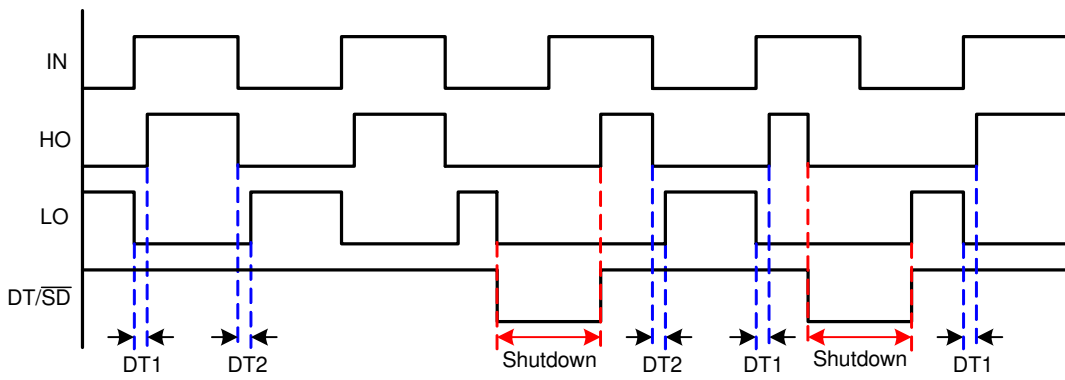 IN
HO
LO
DT/SD
DT1
DT2
Shutdown
DT2
DT1
Shutdown
DT1